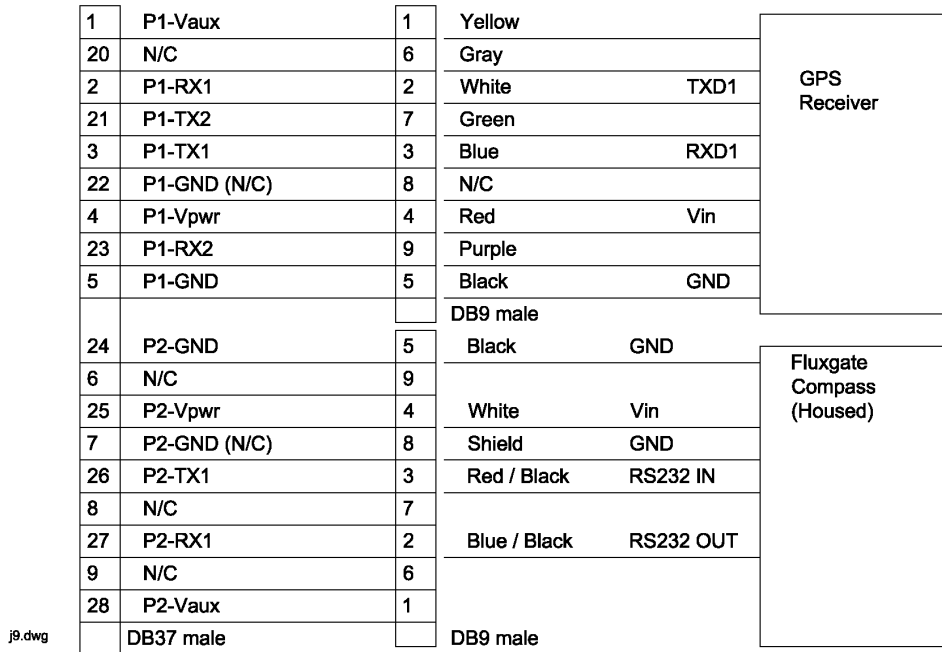 1 P1-Vaux 1 Yellow
20 N/C 6 Gray
2 P1-RX1 2 White TXD1
21 P1-TX2 7 Green
3 P1-TX1 3 Blue RXD1
22 P1-GND (N/C) 8 N/C
4 P1-Vpwr 4 Red Vin
23 P1-RX2 9 Purple
5 P1-GND 5 Black GND
DB9 male
GPS
Receiver
24 P2-GND 5 Black GND
6 N/C 9
25 P2-Vpwr 4 White Vin
7 P2-GND (N/C) 8 Shield GND
26 P2-TX1 3 Red / Black RS232 IN
8 N/C 7
27 P2-RX1 2 Blue / Black RS232 OUT
9 N/C 6
28 P2-Vaux 1
DB37 male DB9 male
Fluxgate
Compass
(Housed)
j9.dwg